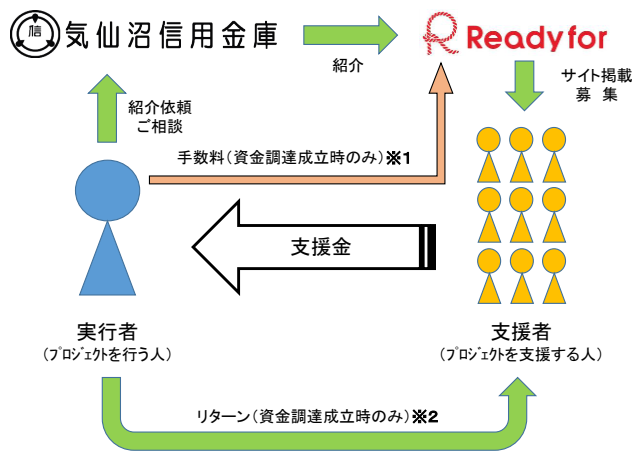 信 気仙沼信用金庫
Readyfor
紹介
サイト掲載
募 集
紹介依頼
ご相談
手数料(資金調達成立時のみ)※1
支援金
実行者
(ﾌﾟﾛｼﾞｪｸﾄを行う人)
支援者
(ﾌﾟﾛｼﾞｪｸﾄを支援する人)
リターン(資金調達成立時のみ)※2